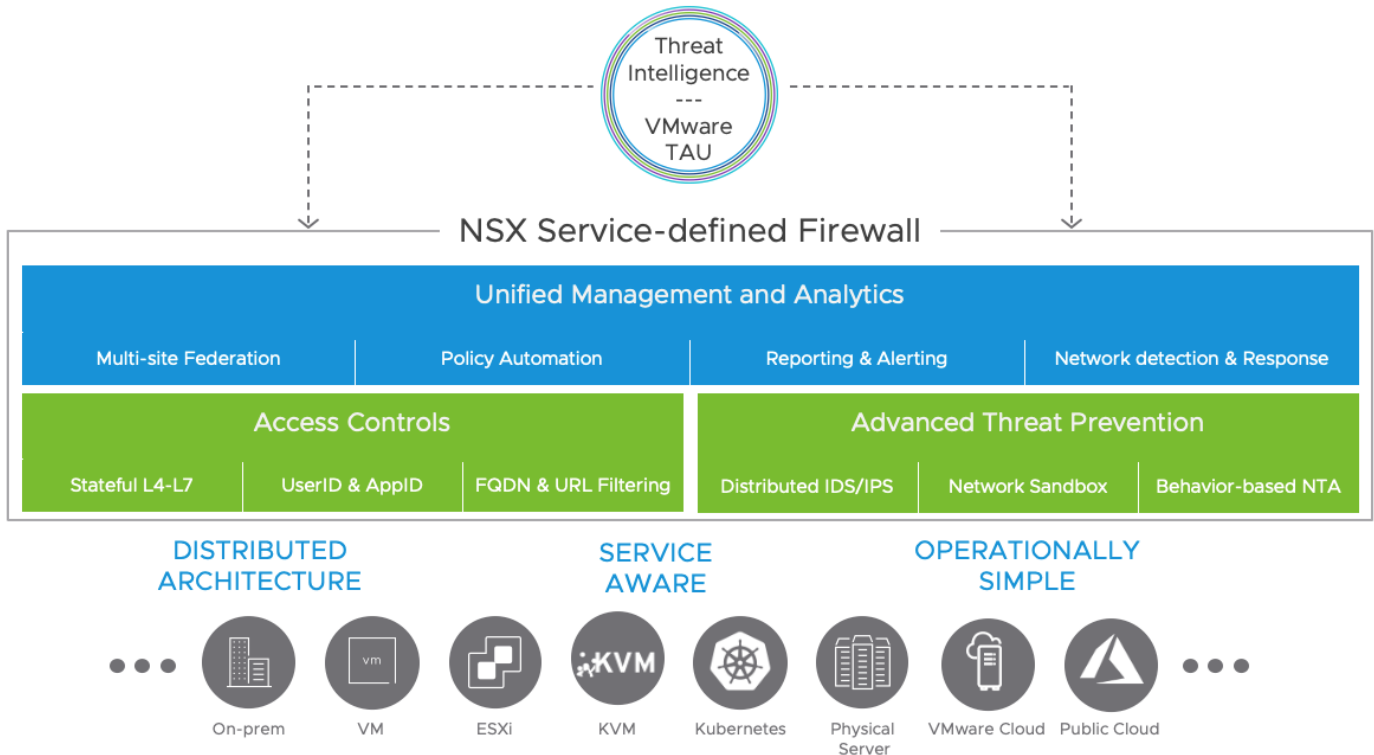 Threat
Intelligence
---
VMware
TAU
NSX Service-defined Firewall
Unified Management and Analytics
Multi-site Federation
Policy Automation
Reporting & Alerting
Network detection & Response
Access Controls
Advanced Threat Prevention
Stateful L4-L7
UserID & AppID
FQDN & URL Filtering
Distributed IDS/IPS
Network Sandbox
Behavior-based NTA
DISTRIBUTED
ARCHITECTURE
SERVICE
AWARE
OPERATIONALLY
SIMPLE
vm
KVM
On-prem
VM
ESXi
KVM
Kubernetes
Physical
Server
VMware Cloud
Public Cloud